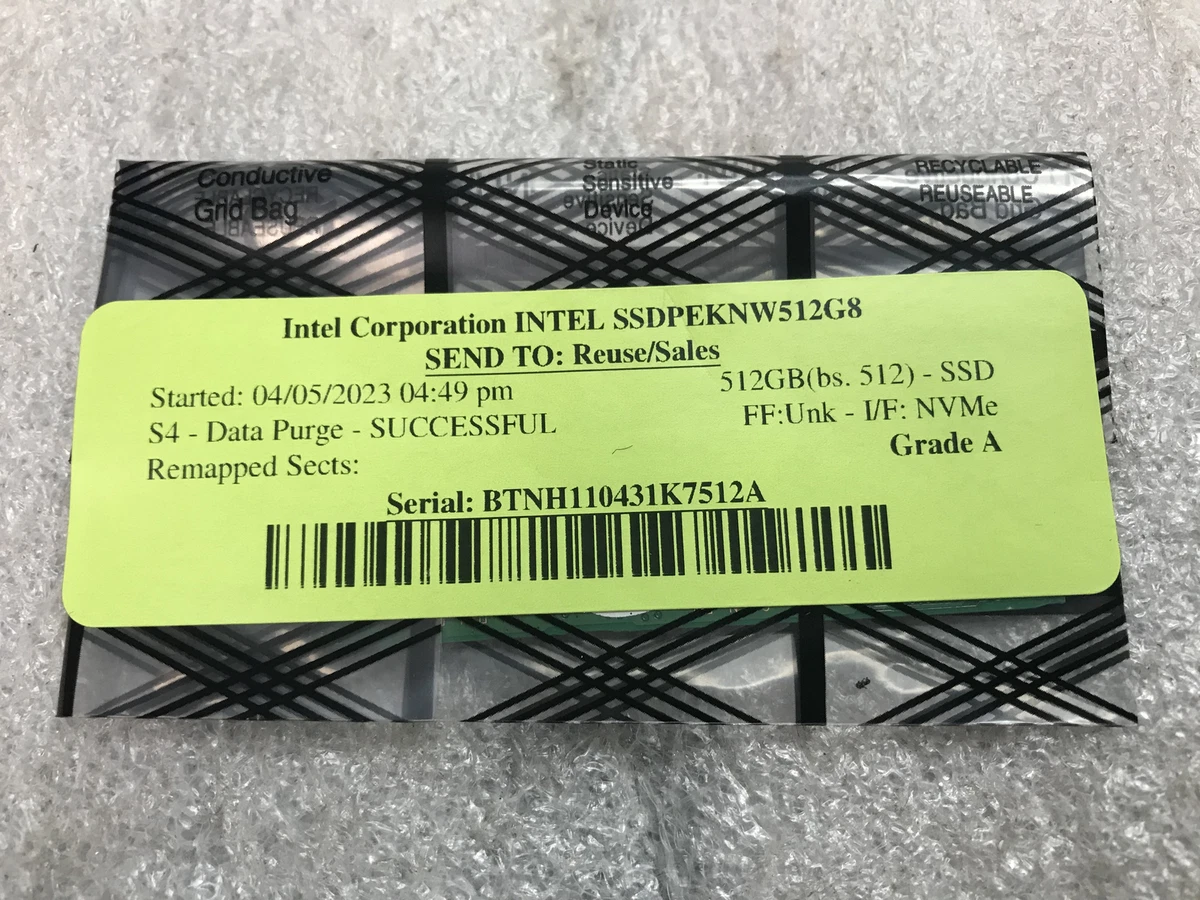 Conductive
Grid Bag
Static
Sensitive
Device
RECYCLABLE
REUSEABLE
Intel Corporation INTEL SSDPEKNW512G8
SEND TO: Reuse/Sales
Started: 04/05/2023 04:49 pm
512GB(bs. 512) - SSD
S4 - Data Purge - SUCCESSFUL
FF:Unk - I/F: NVMe
Remapped Sects:
Grade A
Serial: BTNH110431K7512A